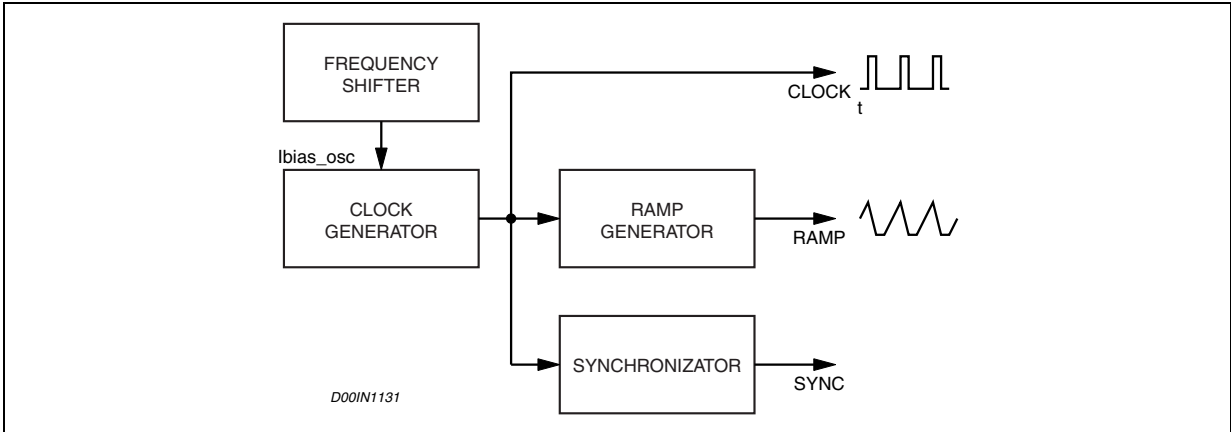 FREQUENCY
SHIFTER
CLOCK
t
Ibias_osc
CLOCK
GENERATOR
RAMP
GENERATOR
RAMP
SYNCHRONIZATOR
SYNC
D00IN1131